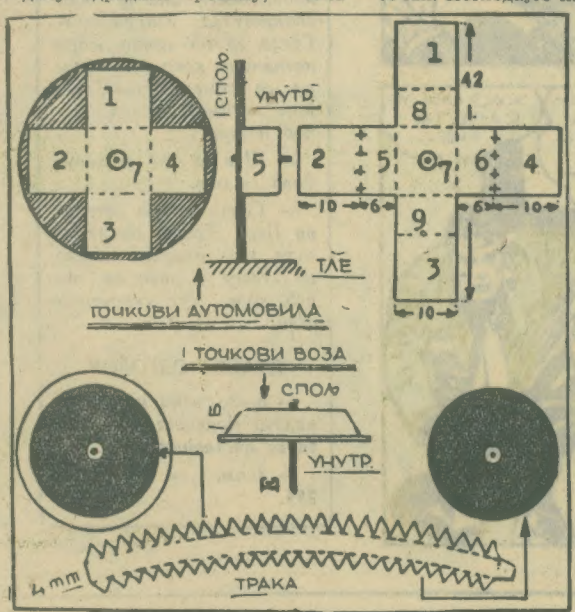 1
1
СПОЉ
УНУТР.
42
8
2 7 4
5
2 5 7 6 4
10 6 6 10
3
9
3
ТЛЕ
10
ТОЧКОВИ АУТОМОБИЛА
ТОЧКОВИ ВОЗА
СПОЉ
УНУТР.
4 mm
ТРАКА